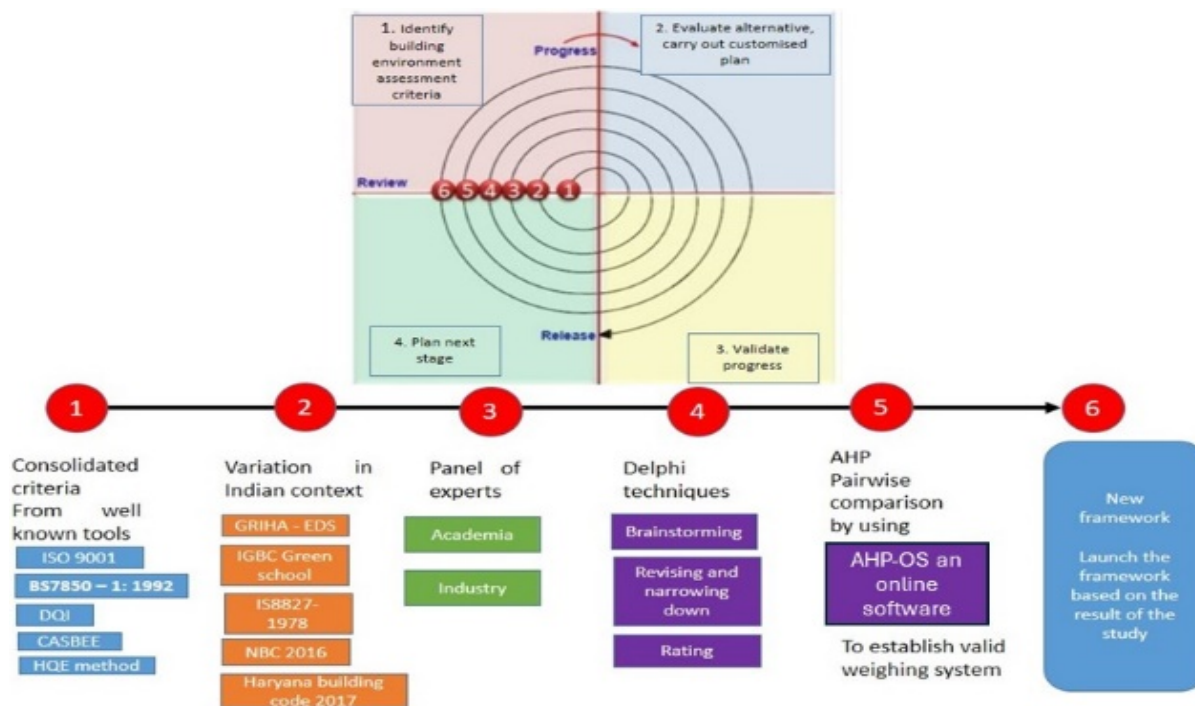 1. Identify
building
environment
assessment
criteria
Progress
2. Evaluate alternative,
carry out customised
plan
Review
6 5 4 3 2 1
4. Plan next
stage
Release
3. Validate
progress
1
2
3
4
5
6
Consolidated
criteria
From well
known tools
ISO 9001
BS7850 – 1: 1992
DQI
CASBEE
HQE method
Variation in
Indian context
GRIHA - EDS
IGBC Green
school
IS8827-
1978
NBC 2016
Haryana building
code 2017
Panel of
experts
Academia
Industry
Delphi
techniques
Brainstorming
Revising and
narrowing
down
Rating
AHP
Pairwise
comparison
by using
AHP-OS an
online
software
To establish valid
weighing system
New
framework
Launch the
framework
based on the
result of the
study